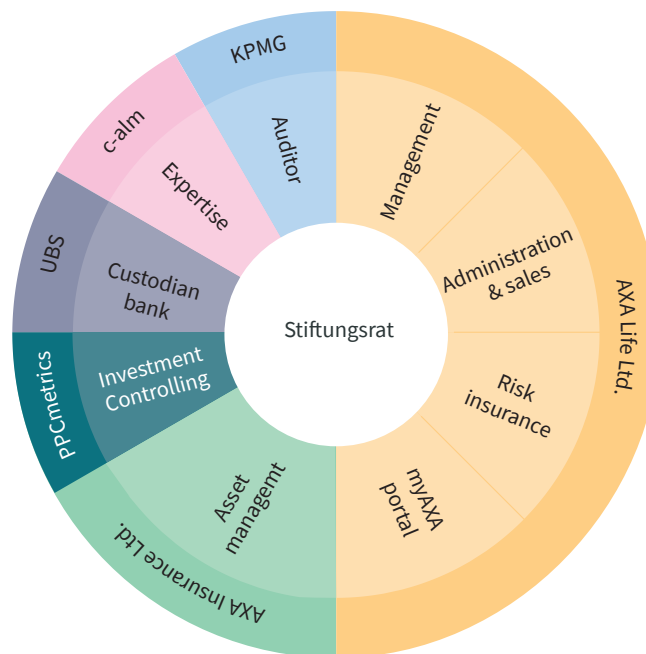 KPMG
Auditor
c-alm
Expertise
UBS
Custodian
bank
PPCmetrics
Investment
Controlling
AXA Insurance Ltd.
Asset
managemt
Stiftungsrat
Management
Administration
& sales
Risk
insurance
myAXA
portal
AXA Life Ltd.